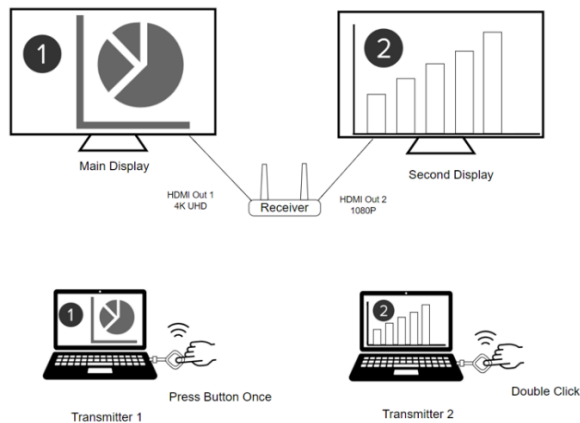 1
2
Main Display
Second Display
HDMI Out 1
4K UHD
Receiver
HDMI Out 2
1080P
1
2
Press Button Once
Double Click
Transmitter 1
Transmitter 2